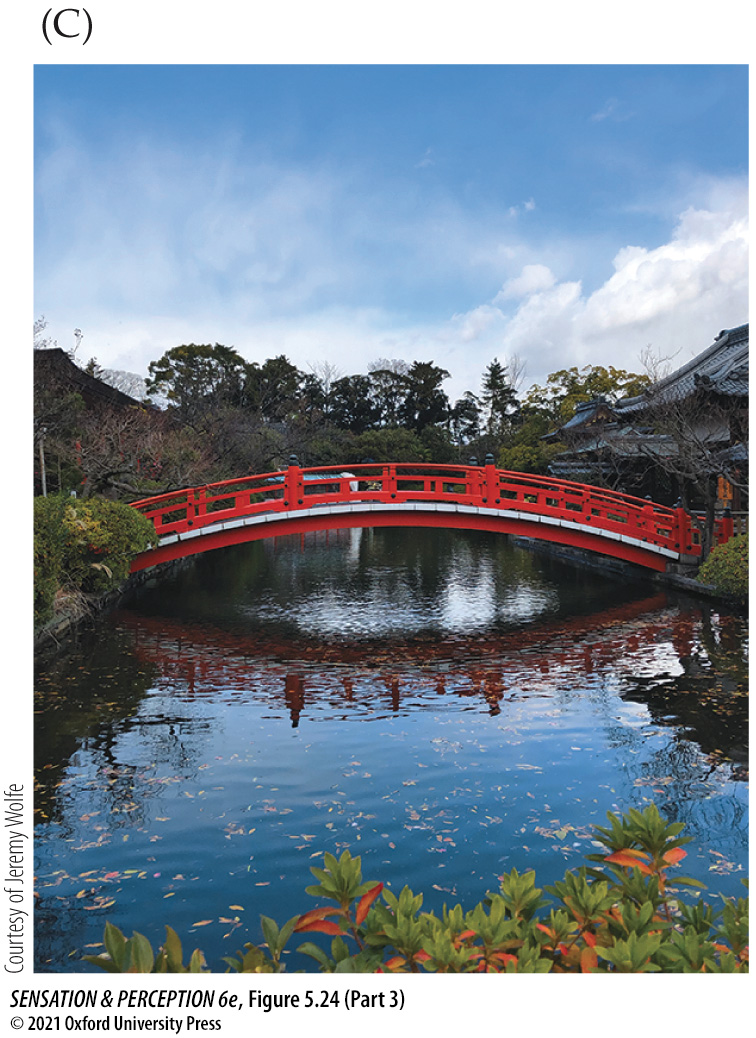 (C)
Courtesy of Jeremy Wolfe
SENSATION & PERCEPTION 6e, Figure 5.24 (Part 3)
© 2021 Oxford University Press